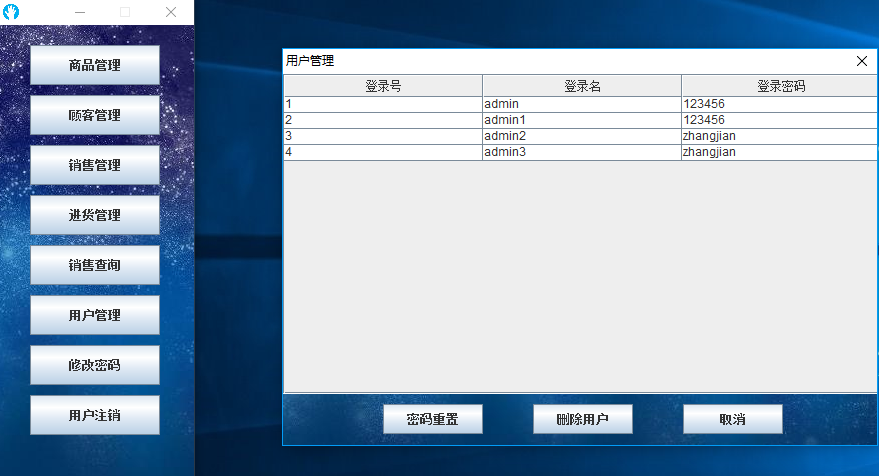 商品管理
顾客管理
销售管理
进货管理
销售查询
用户管理
修改密码
用户注销
用户管理
登录号 登录名 登录密码
1 admin 123456
2 admin1 123456
3 admin2 zhangjian
4 admin3 zhangjian
密码重置 删除用户 取消